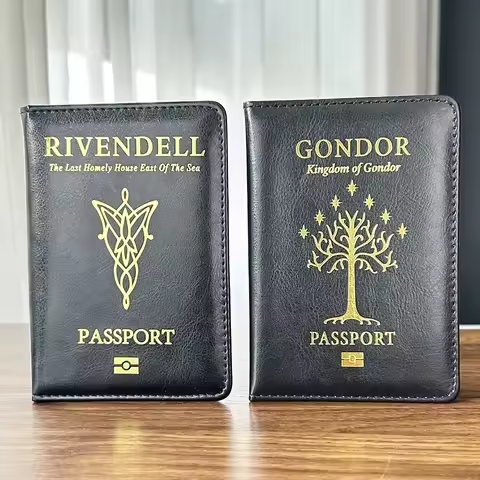 RIVENDELL
The Last Homely House East Of The Sea
PASSPORT
GONDOR
Kingdom of Gondor
PASSPORT